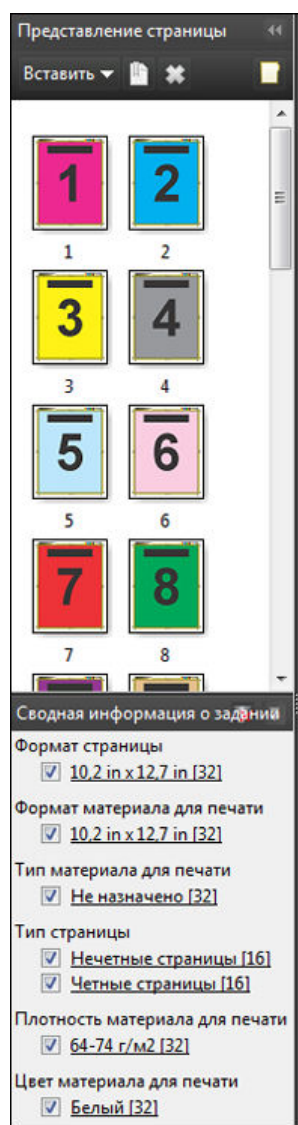 Представление страницы
Вставить
1 2
1 2
3 4
3 4
5 6
5 6
7 8
7 8
Сводная информация о задании
Формат страницы
10,2 in x 12,7 in [32]
Формат материала для печати
10,2 in x 12,7 in [32]
Тип материала для печати
Не назначено [32]
Тип страницы
Нечетные страницы [16]
Четные страницы [16]
Плотность материала для печати
64-74 г/м2 [32]
Цвет материала для печати
Белый [32]